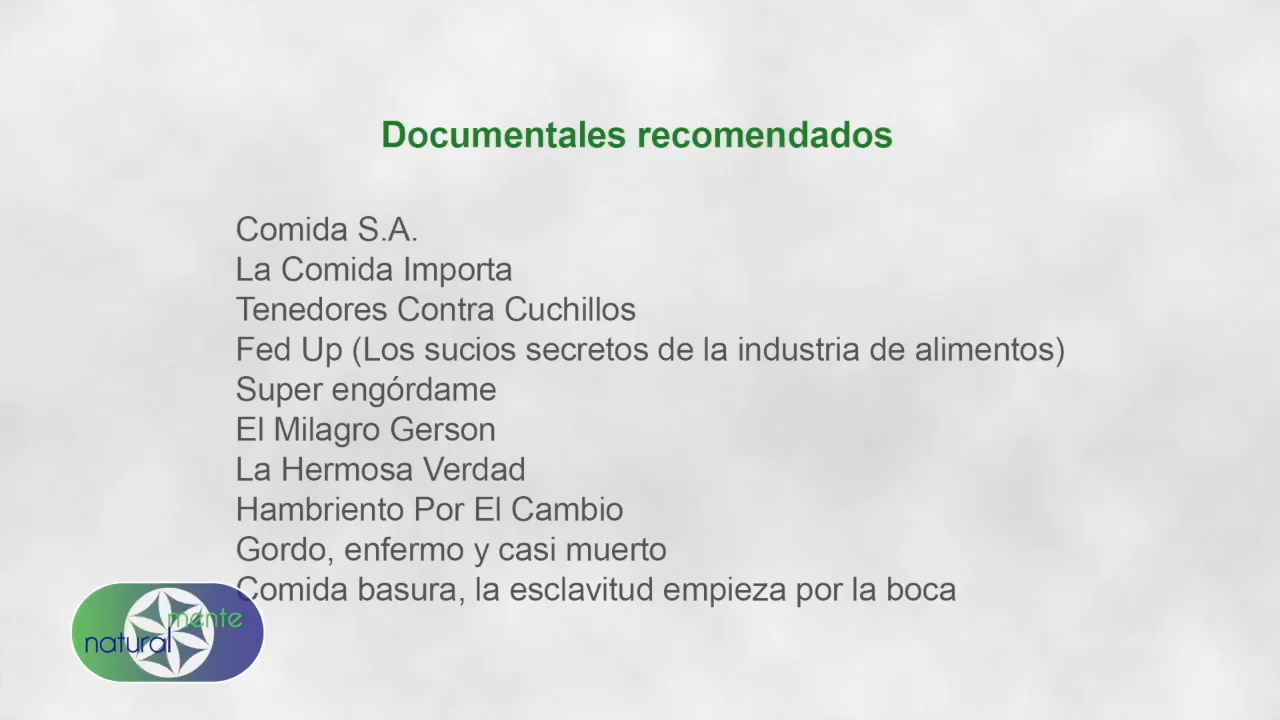 Documentales recomendados
Comida S.A.
La Comida Importa
Tenedores Contra Cuchillos
Fed Up (Los sucios secretos de la industria de alimentos)
Super engórdame
El Milagro Gerson
La Hermosa Verdad
Hambriento Por El Cambio
Gordo, enfermo y casi muerto
Comida basura, la esclavitud empieza por la boca
natural
mente